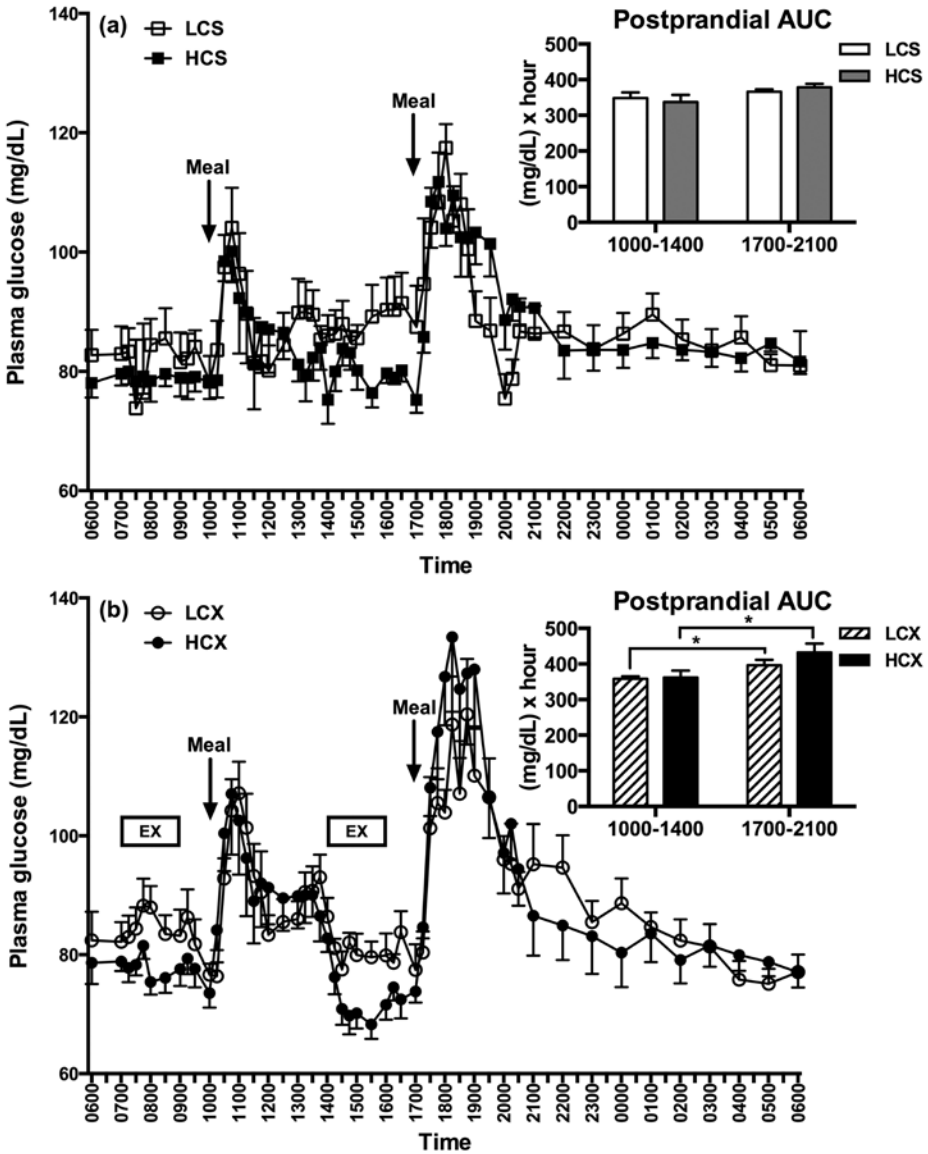 (a)
LCS
HCS
Meal
Meal
Plasma glucose (mg/dL)
140
120
100
80
60
0600 0700 0800 0900 1000 1100 1200 1300 1400 1500 1600 1700 1800 1900 2000 2100 2200 2300 0000 0100 0200 0300 0400 0500 0600
Time
Postprandial AUC
LCS
HCS
(mg/dL) x hour
500
400
300
200
100
0
1000-1400 1700-2100
(b)
LCX
HCX
Meal
Meal
EX
EX
Plasma glucose (mg/dL)
140
120
100
80
60
0600 0700 0800 0900 1000 1100 1200 1300 1400 1500 1600 1700 1800 1900 2000 2100 2200 2300 0000 0100 0200 0300 0400 0500 0600
Time
Postprandial AUC
LCX
HCX
(mg/dL) x hour
500
400
300
200
100
0
*
*
1000-1400 1700-2100